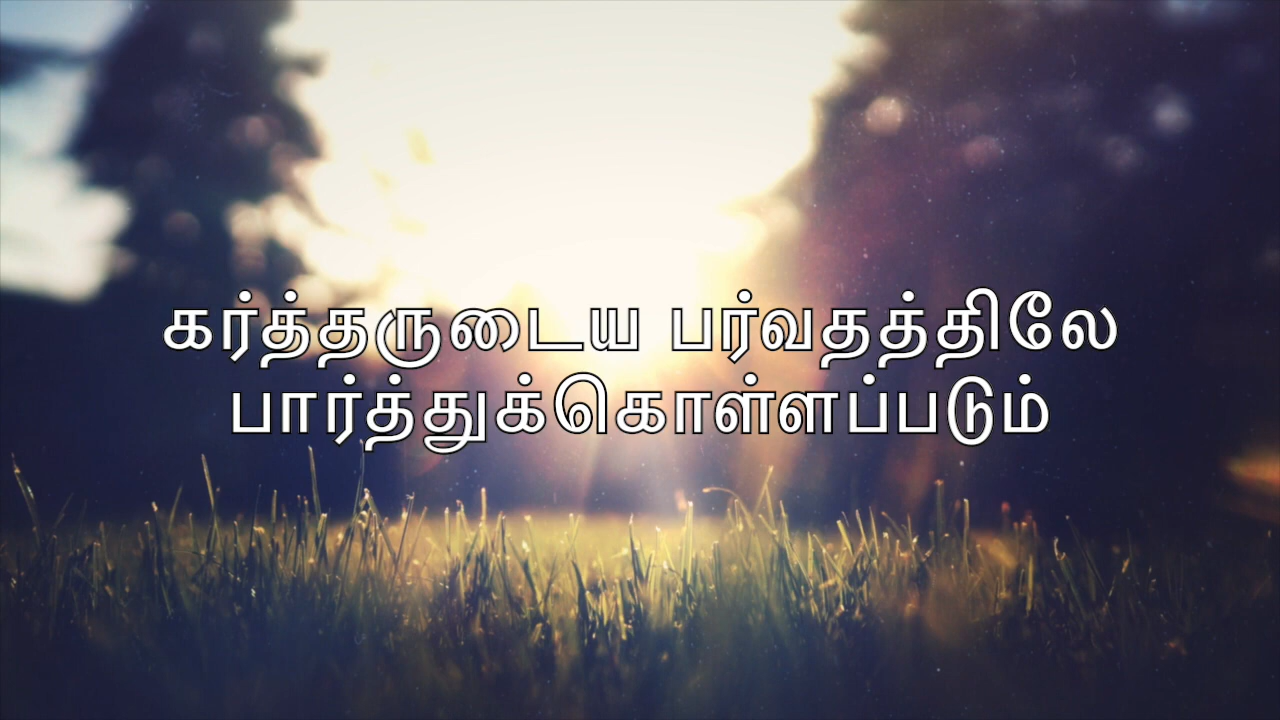 கர்த்தருடைய பர்வதத்திலே
பார்த்துக்கொள்ளப்படும்